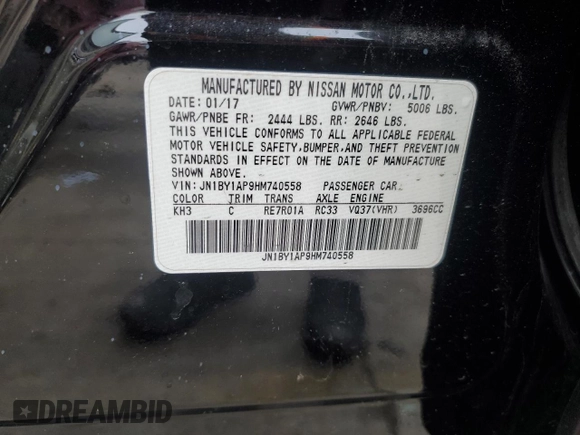 MANUFACTURED BY NISSAN MOTOR CO.,LTD.
DATE: 01/17 GVWR/PNBV: 5006 LBS.
GAWR/PNBE FR: 2444 LBS. RR: 2646 LBS.
THIS VEHICLE CONFORMS TO ALL APPLICABLE FEDERAL
MOTOR VEHICLE SAFETY,BUMPER,AND THEFT PREVENTION
STANDARDS IN EFFECT ON THE DATE OF MANUFACTURE
SHOWN ABOVE.
VIN: JN1BY1AP9HM740558 PASSENGER CAR
COLOR TRIM TRANS AXLE ENGINE
KH3 C RE7R01A RC33 VQ37(VHR) 3696CC
JN1BY1AP9HM740558
DREAMBID